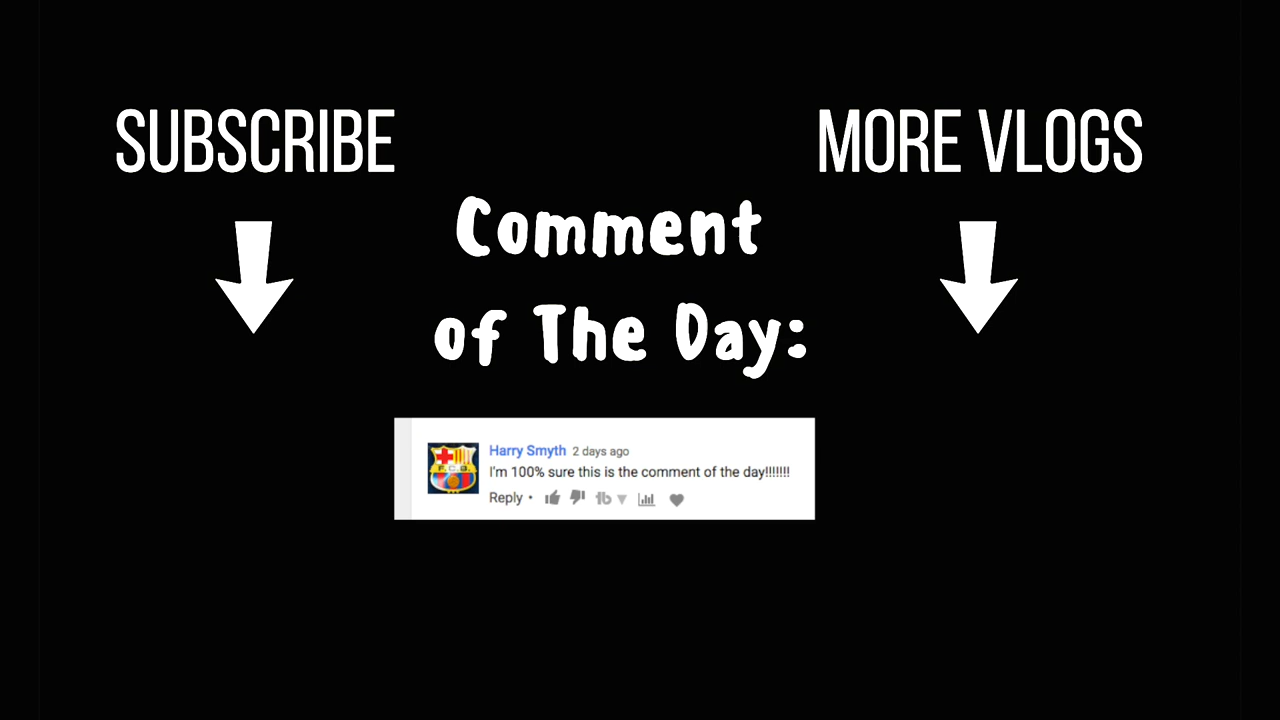 SUBSCRIBE
MORE VLOGS
Comment
of The Day:
Harry Smyth 2 days ago
I'm 100% sure this is the comment of the day!!!!!!!
Reply •
F.C.B.